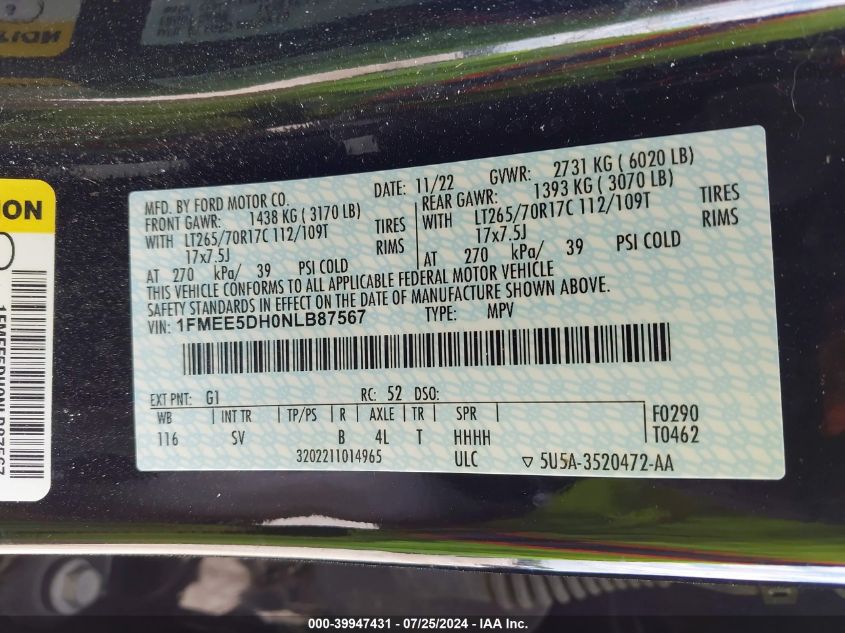 MFD. BY FORD MOTOR CO. DATE: 11/22 GVWR: 2731 KG ( 6020 LB)
FRONT GAWR: 1438 KG ( 3170 LB) REAR GAWR: 1393 KG ( 3070 LB)
WITH LT265/70R17C 112/109T TIRES WITH LT265/70R17C 112/109T TIRES
17x7.5J RIMS 17x7.5J RIMS
AT 270 kPa/ 39 PSI COLD AT 270 kPa/ 39 PSI COLD
THIS VEHICLE CONFORMS TO ALL APPLICABLE FEDERAL MOTOR VEHICLE
SAFETY STANDARDS IN EFFECT ON THE DATE OF MANUFACTURE SHOWN ABOVE.
VIN: 1FMEE5DH0NLB87567 TYPE: MPV
EXT PNT: G1 RC: 52 DSO:
WB INT TR TP/PS R AXLE TR SPR F0290
116 SV B 4L T HHHH T0462
3202211014965 ULC ▽ 5U5A-3520472-AA
ION
1FMEE5DH0NLB87567
000-39947431 - 07/25/2024 - IAA Inc.